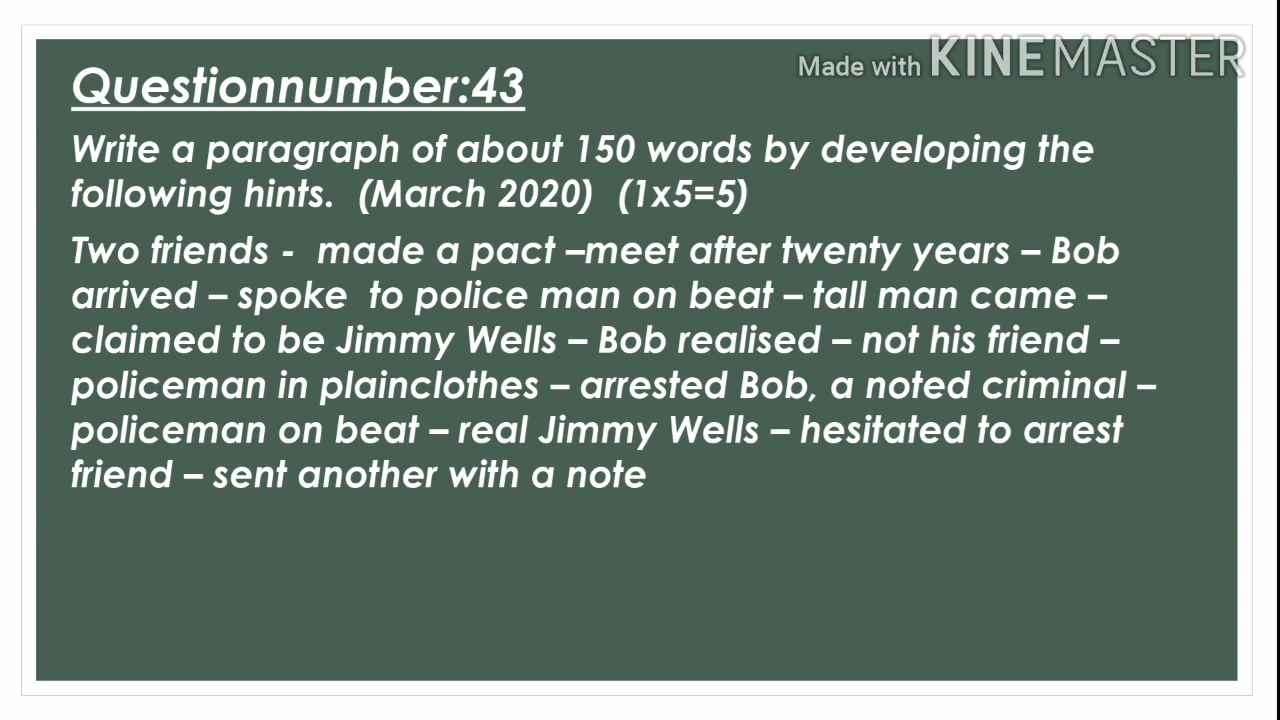 Made with KINEMASTER
Questionnumber:43
Write a paragraph of about 150 words by developing the
following hints. (March 2020) (1x5=5)
Two friends - made a pact –meet after twenty years – Bob
arrived – spoke to police man on beat – tall man came –
claimed to be Jimmy Wells – Bob realised – not his friend –
policeman in plainclothes – arrested Bob, a noted criminal –
policeman on beat – real Jimmy Wells – hesitated to arrest
friend – sent another with a note